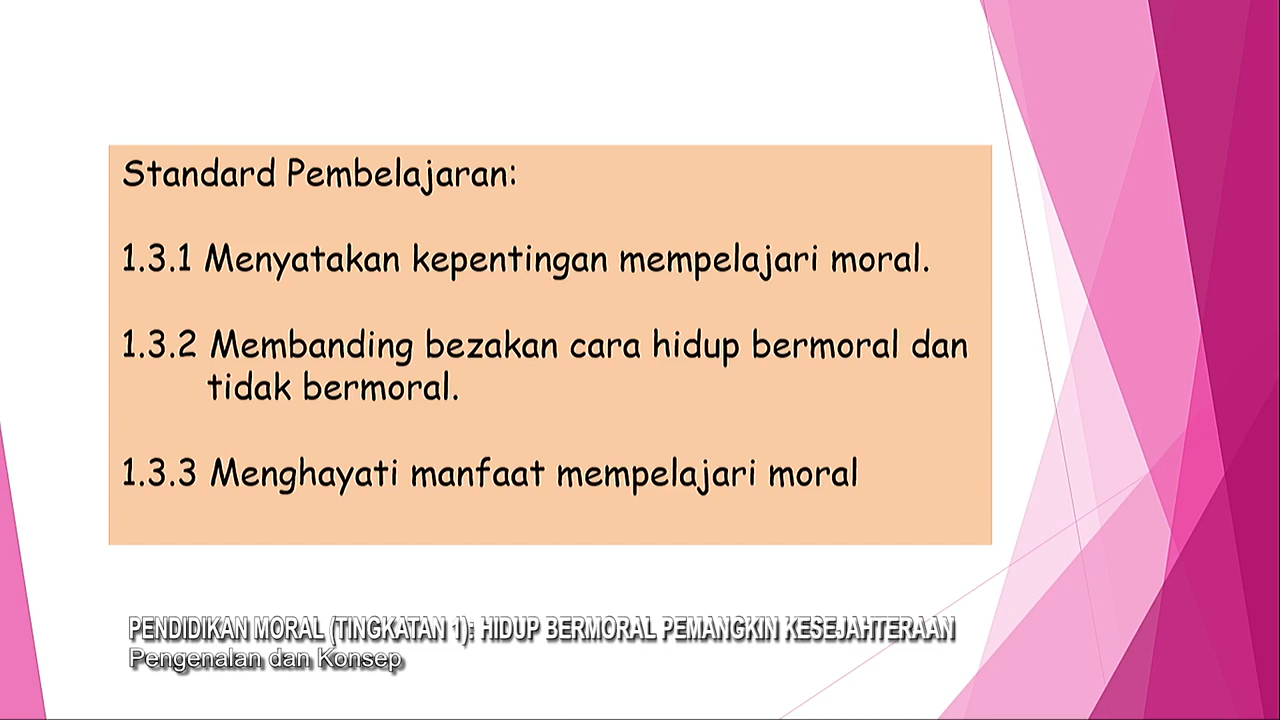 Standard Pembelajaran:
1.3.1 Menyatakan kepentingan mempelajari moral.
1.3.2 Membanding bezakan cara hidup bermoral dan
tidak bermoral.
1.3.3 Menghayati manfaat mempelajari moral
PENDIDIKAN MORAL (TINGKATAN 1): HIDUP BERMORAL PEMANGKIN KESEJAHTERAAN
Pengenalan dan Konsep